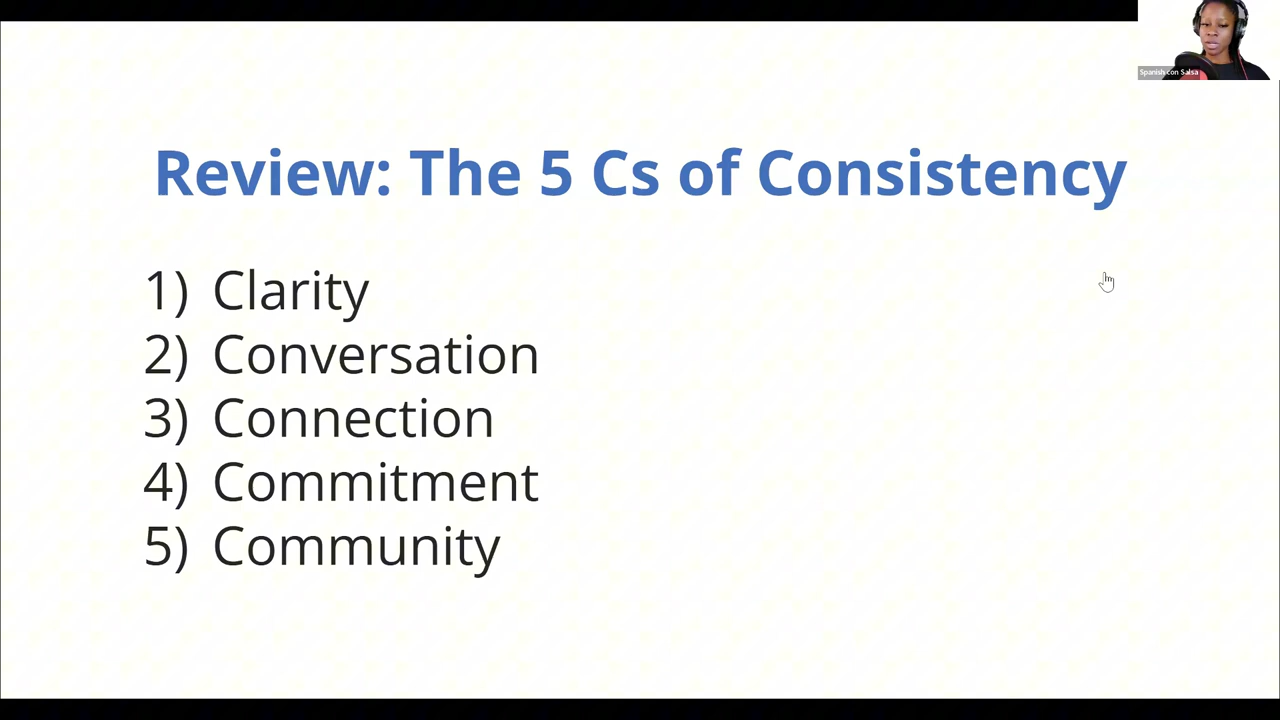 Spanish con Salsa
Review: The 5 Cs of Consistency
1) Clarity
2) Conversation
3) Connection
4) Commitment
5) Community